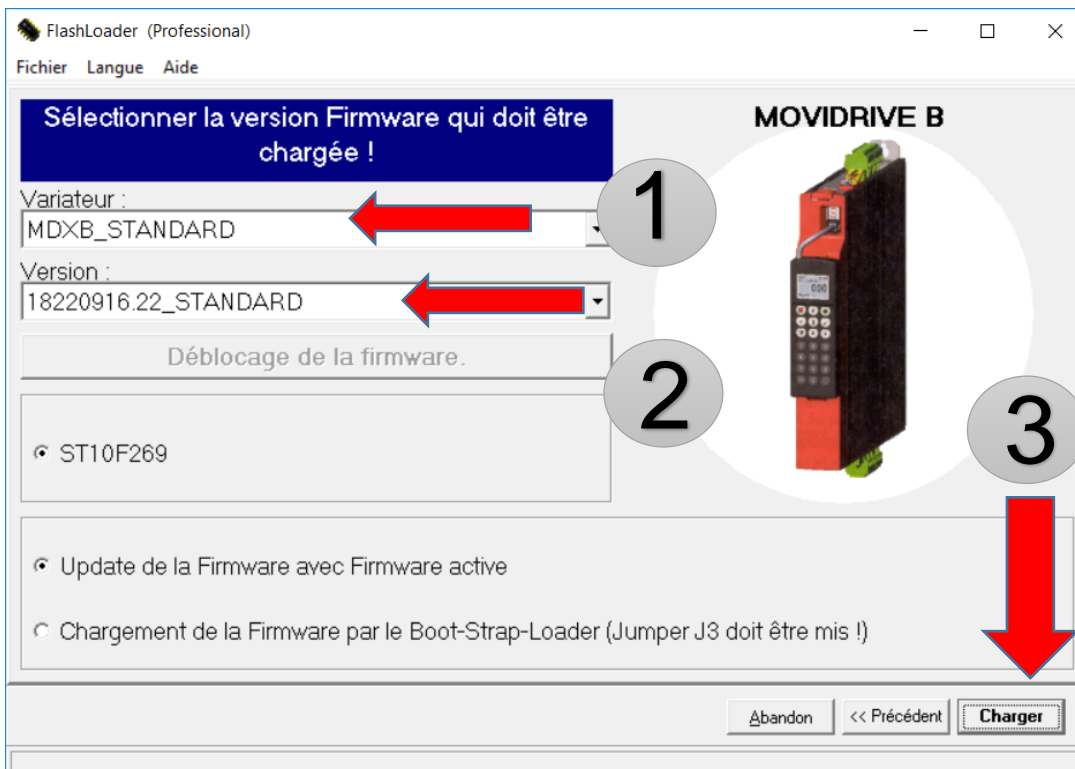 FlashLoader (Professional)
Fichier Langue Aide
Sélectionner la version Firmware qui doit être
chargée !
MOVIDRIVE B
Variateur :
MDXB_STANDARD
1
Version :
18220916.22_STANDARD
Déblocage de la firmware.
2
3
ST10F269
Update de la Firmware avec Firmware active
Chargement de la Firmware par le Boot-Strap-Loader (Jumper J3 doit être mis !)
Abandon << Précédent Charger